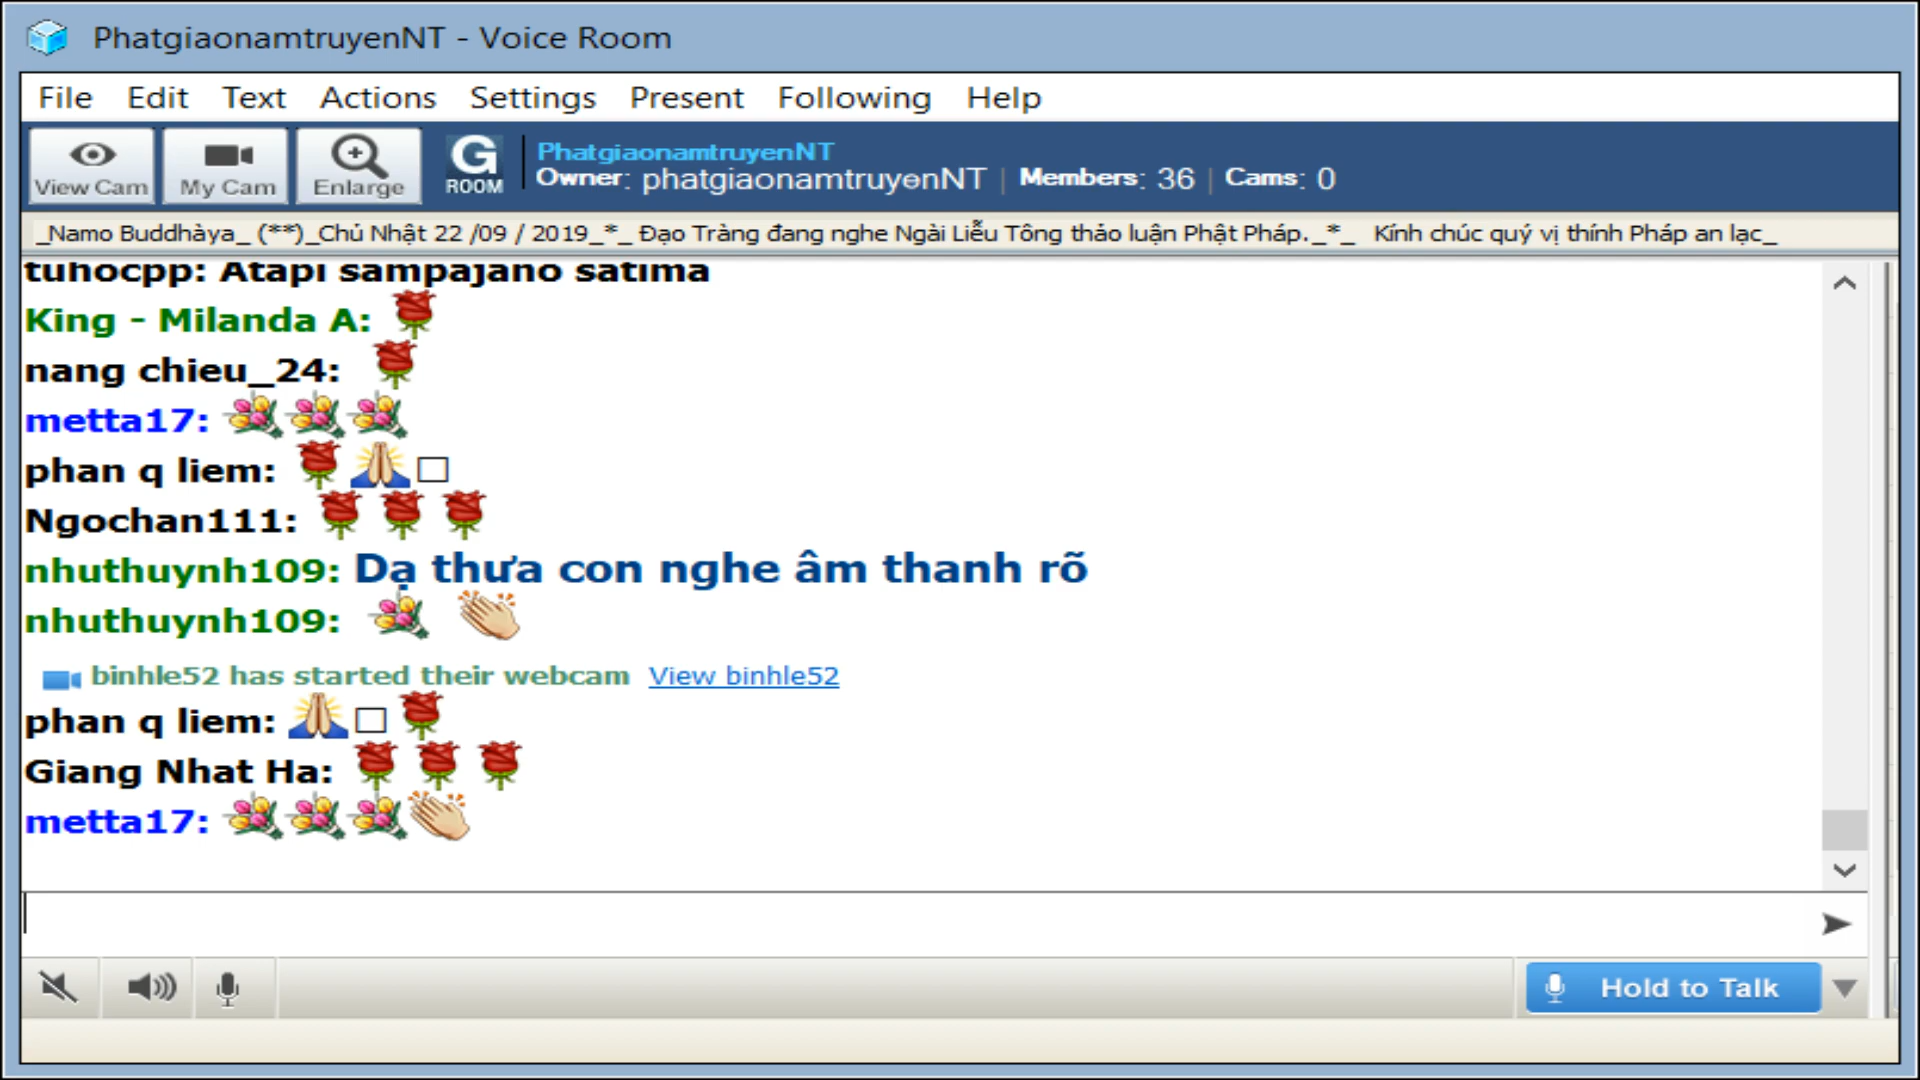 PhatgiaonamtruyenNT - Voice Room
File Edit Text Actions Settings Present Following Help
View Cam My Cam Enlarge G ROOM
PhatgiaonamtruyenNT
Owner: phatgiaonamtruyenNT | Members: 36 | Cams: 0
_Namo Buddhàya_ (**)_Chủ Nhật 22 /09 / 2019_*_ Đạo Tràng đang nghe Ngài Liễu Tông thảo luận Phật Pháp._*_ Kính chúc quý vị thính Pháp an lạc_
tuhocpp: Atapi sampajano satima
King - Milanda A: 🌹
nang chieu_24: 🌹
metta17: 💐💐💐
phan q liem: 🌹🙏□
Ngochan111: 🌹🌹🌹
nhuthuynh109: Dạ thưa con nghe âm thanh rõ
nhuthuynh109: 💐 👏
binhle52 has started their webcam View binhle52
phan q liem: 🙏□🌹
Giang Nhat Ha: 🌹🌹🌹
metta17: 💐💐💐👏
Hold to Talk